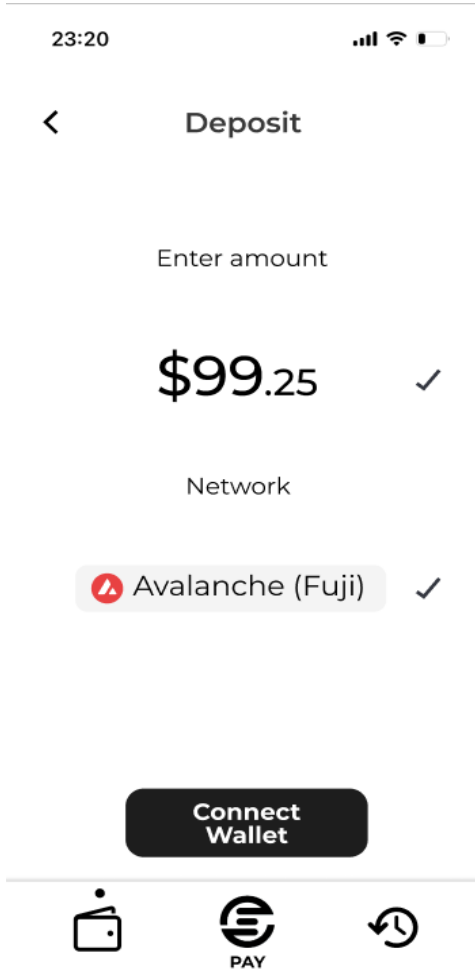 23:20
Deposit
Enter amount
$99.25
Network
Avalanche (Fuji)
Connect
Wallet
PAY